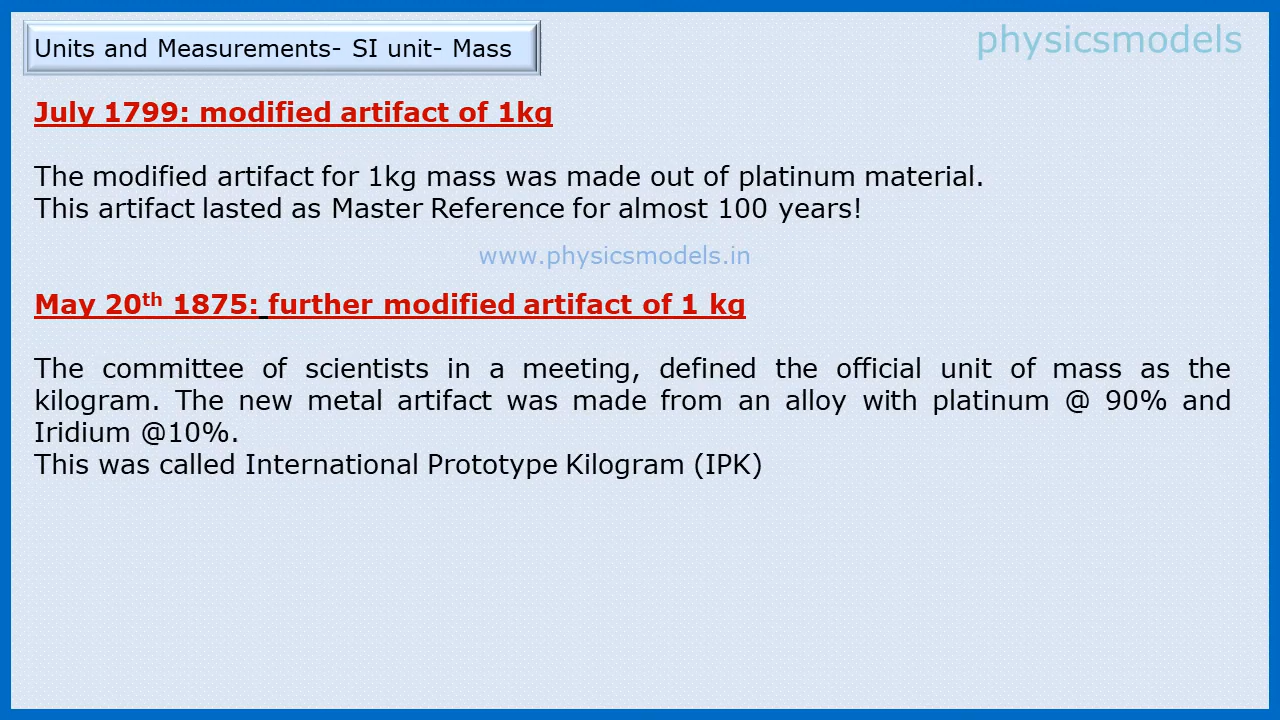 Units and Measurements- SI unit- Mass
physicsmodels
July 1799: modified artifact of 1kg
The modified artifact for 1kg mass was made out of platinum material.
This artifact lasted as Master Reference for almost 100 years!
www.physicsmodels.in
May 20th 1875: further modified artifact of 1 kg
The committee of scientists in a meeting, defined the official unit of mass as the
kilogram. The new metal artifact was made from an alloy with platinum @ 90% and
Iridium @10%.
This was called International Prototype Kilogram (IPK)